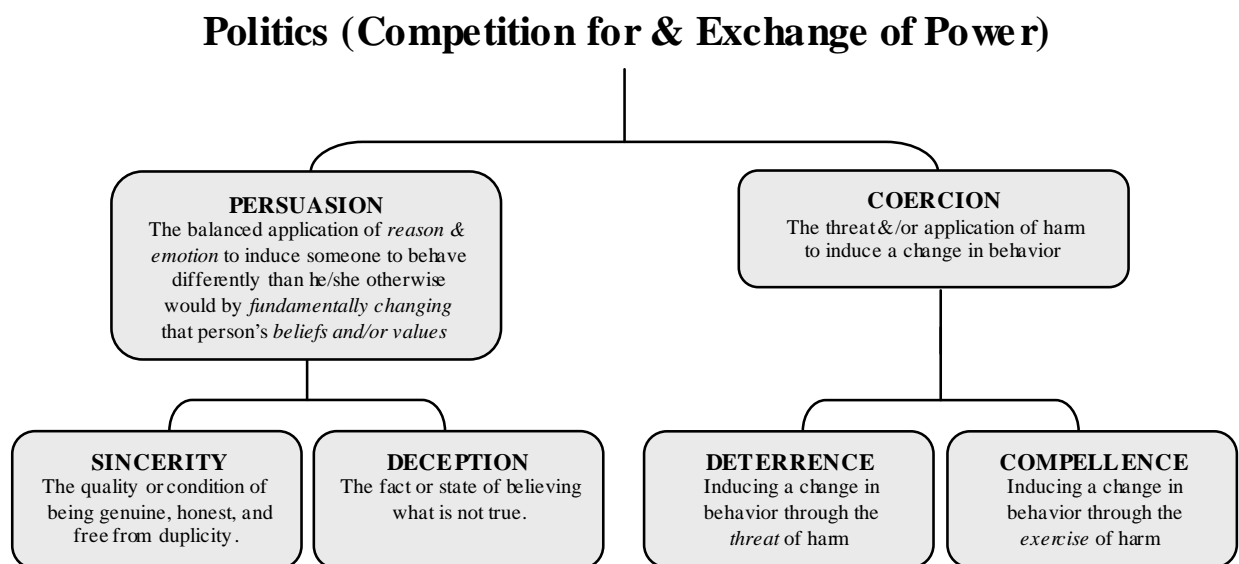 Politics (Competition for & Exchange of Power)
PERSUASION
The balanced application of reason &
emotion to induce someone to behave
differently than he/she otherwise
would by fundamentally changing
that person's beliefs and/or values
COERCION
The threat &/or application of harm
to induce a change in behavior
SINCERITY
The quality or condition of
being genuine, honest, and
free from duplicity.
DECEPTION
The fact or state of believing
what is not true.
DETERRENCE
Inducing a change in
behavior through the
threat of harm
COMPELLENCE
Inducing a change in
behavior through the
exercise of harm